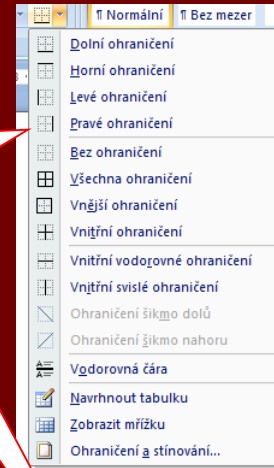 ¶ Normální ¶ Bez mezer
Dolní ohraničení
Horní ohraničení
Levé ohraničení
Pravé ohraničení
Bez ohraničení
Všechna ohraničení
Vnější ohraničení
Vnitřní ohraničení
Vnitřní vodorovné ohraničení
Vnitřní svislé ohraničení
Ohraničení šikmo dolů
Ohraničení šikmo nahoru
Vodorovná čára
Navrhnout tabulku
Zobrazit mřížku
Ohraničení a stínování...